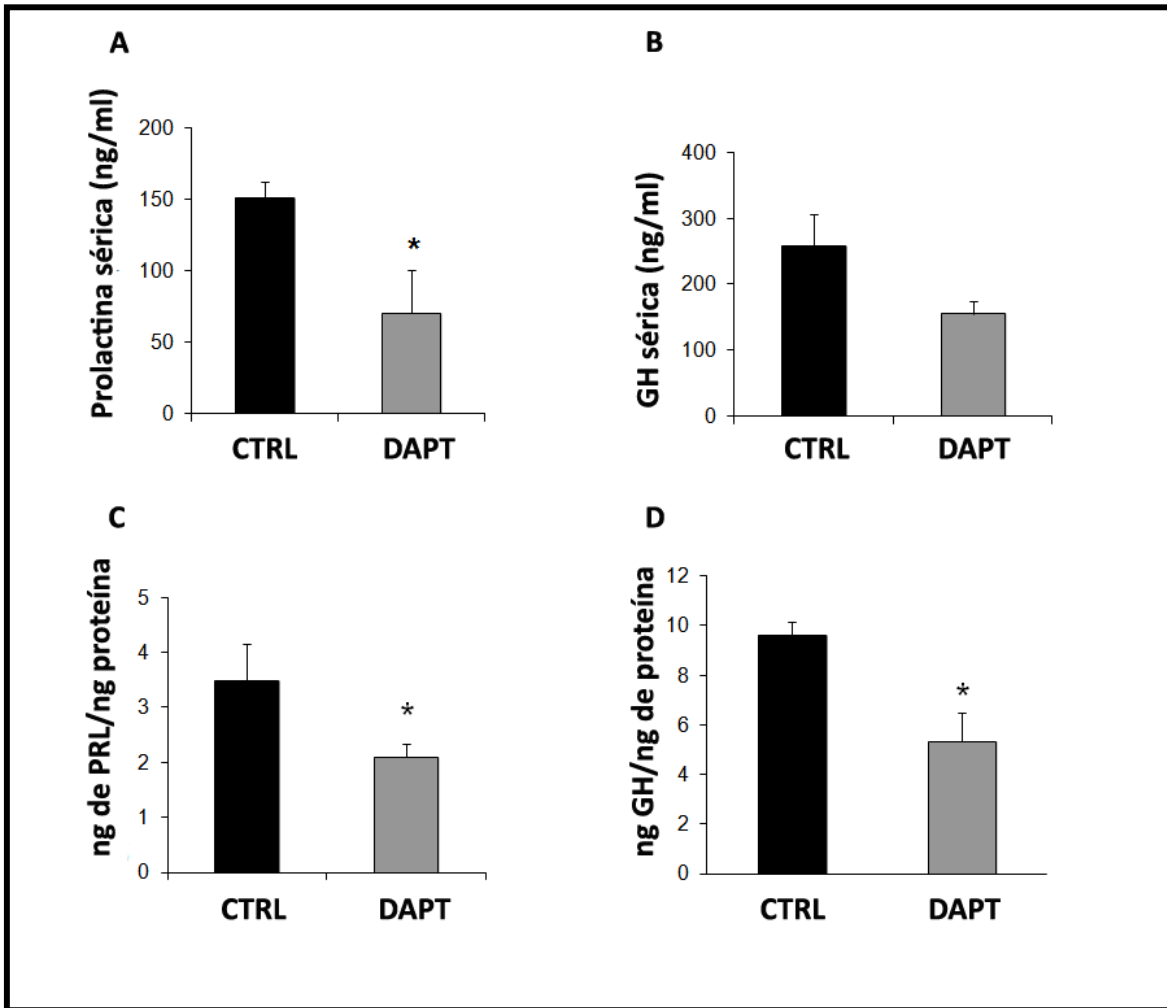 A
Prolactina sérica (ng/ml)
200
150
100
50
0
*
CTRL DAPT
B
GH sérica (ng/ml)
400
300
200
100
0
CTRL DAPT
C
ng de PRL/ng proteína
5
4
3
2
1
0
*
CTRL DAPT
D
ng GH/ng de proteína
12
10
8
6
4
2
0
*
CTRL DAPT